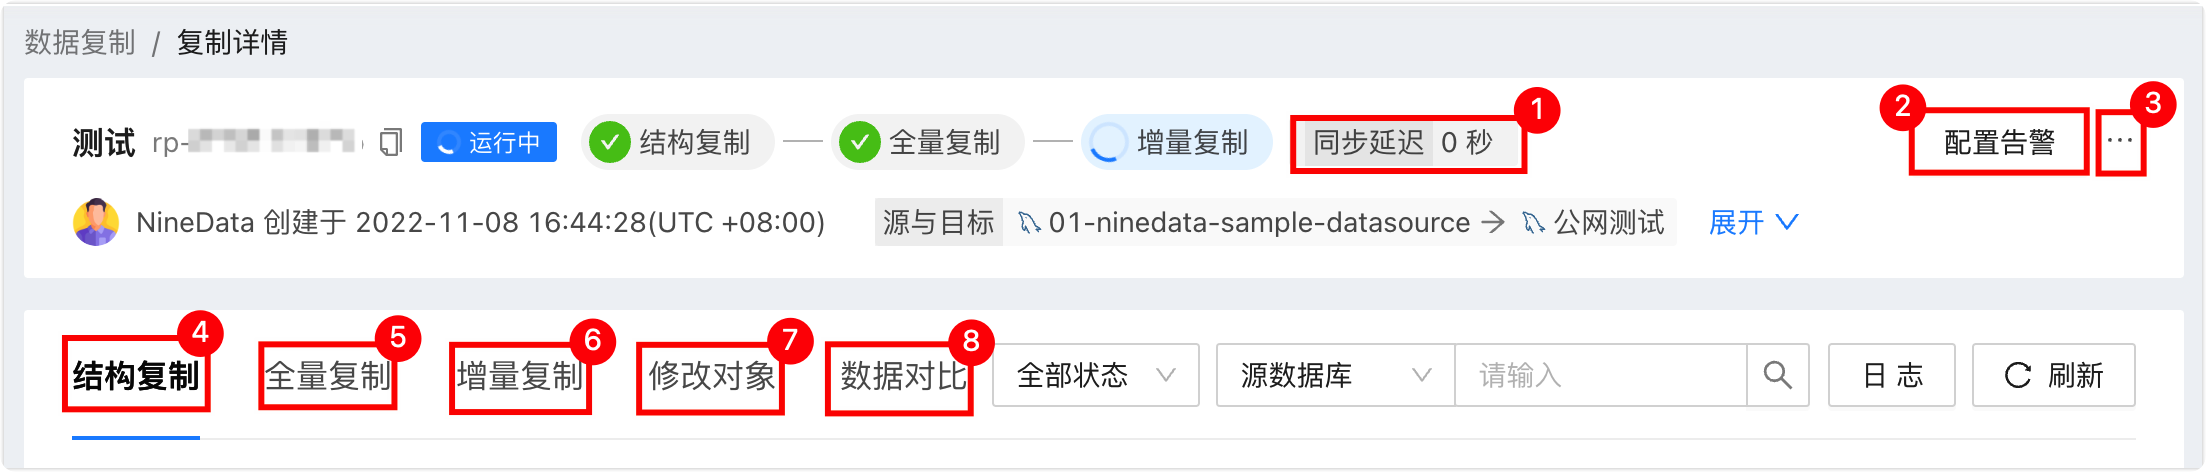 数据复制 / 复制详情
测试 rp- 运行中 结构复制 全量复制 增量复制 同步延迟 0 秒 1 2 配置告警 3 ...
NineData 创建于 2022-11-08 16:44:28(UTC +08:00) 源与目标 01-ninedata-sample-datasource → 公网测试 展开
结构复制 4 全量复制 5 增量复制 6 修改对象 7 数据对比 8 全部状态 源数据库 请输入 日 志 刷新